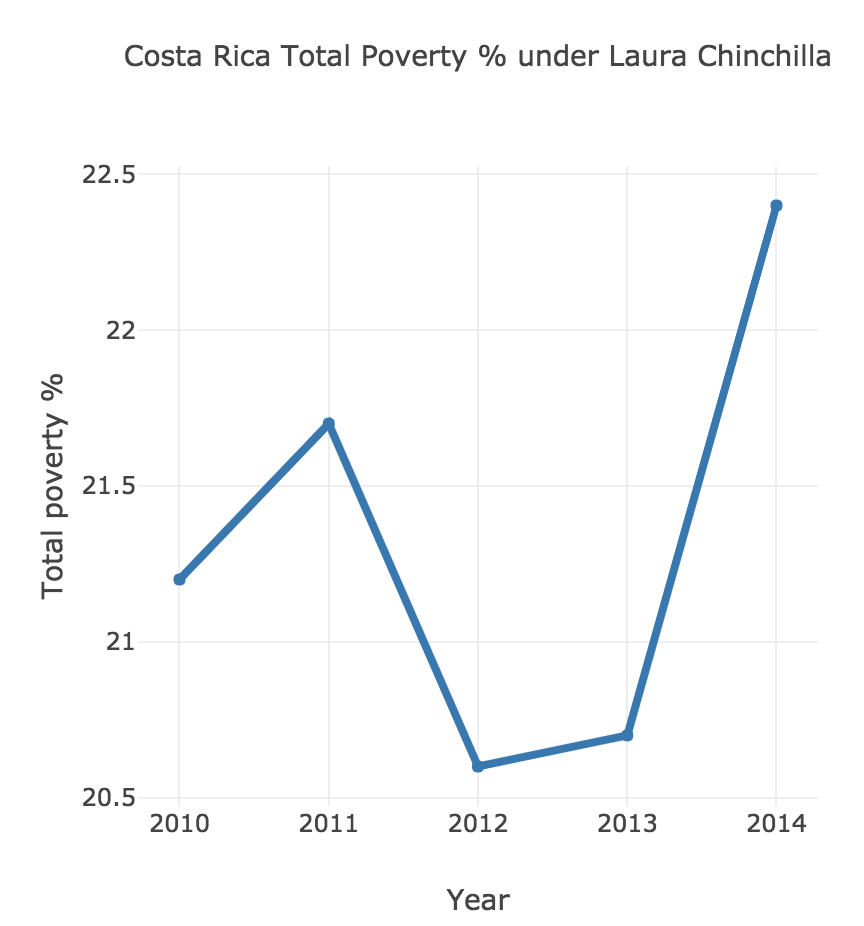 Costa Rica Total Poverty % under Laura Chinchilla
22.5
22
21.5
21
20.5
Total poverty %
2010 2011 2012 2013 2014
Year